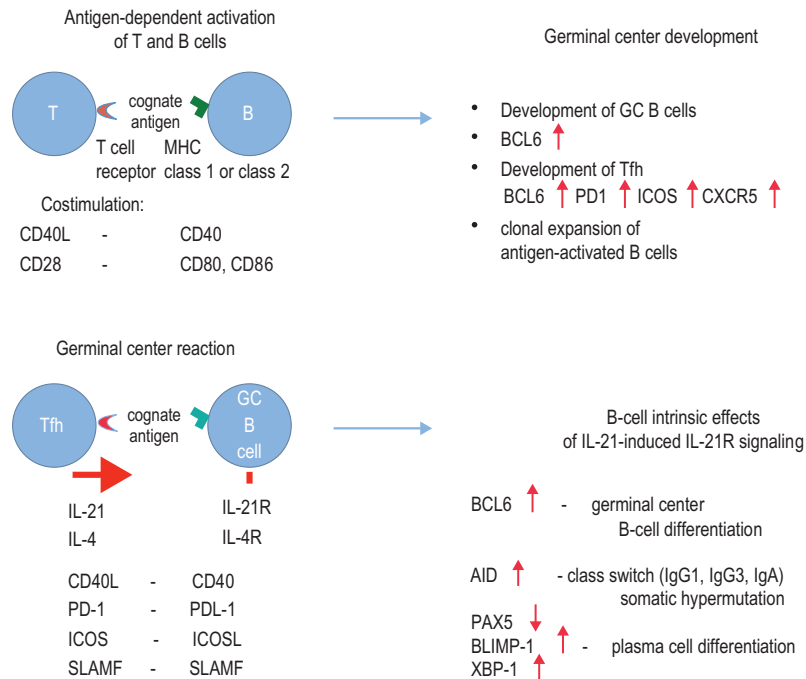 Antigen-dependent activation
of T and B cells
T
cognate
antigen
B
T cell MHC
receptor class 1 or class 2
Costimulation:
CD40L - CD40
CD28 - CD80, CD86
Germinal center development
• Development of GC B cells
• BCL6 ↑
• Development of Tfh
BCL6 ↑ PD1 ↑ ICOS ↑ CXCR5 ↑
• clonal expansion of
antigen-activated B cells
Germinal center reaction
Tfh
cognate
antigen
GC
B
cell
IL-21 IL-21R
IL-4 IL-4R
CD40L - CD40
PD-1 - PDL-1
ICOS - ICOSL
SLAMF - SLAMF
B-cell intrinsic effects
of IL-21-induced IL-21R signaling
BCL6 ↑ - germinal center
B-cell differentiation
AID ↑ - class switch (IgG1, IgG3, IgA)
somatic hypermutation
PAX5 ↓
BLIMP-1 ↑ - plasma cell differentiation
XBP-1 ↑